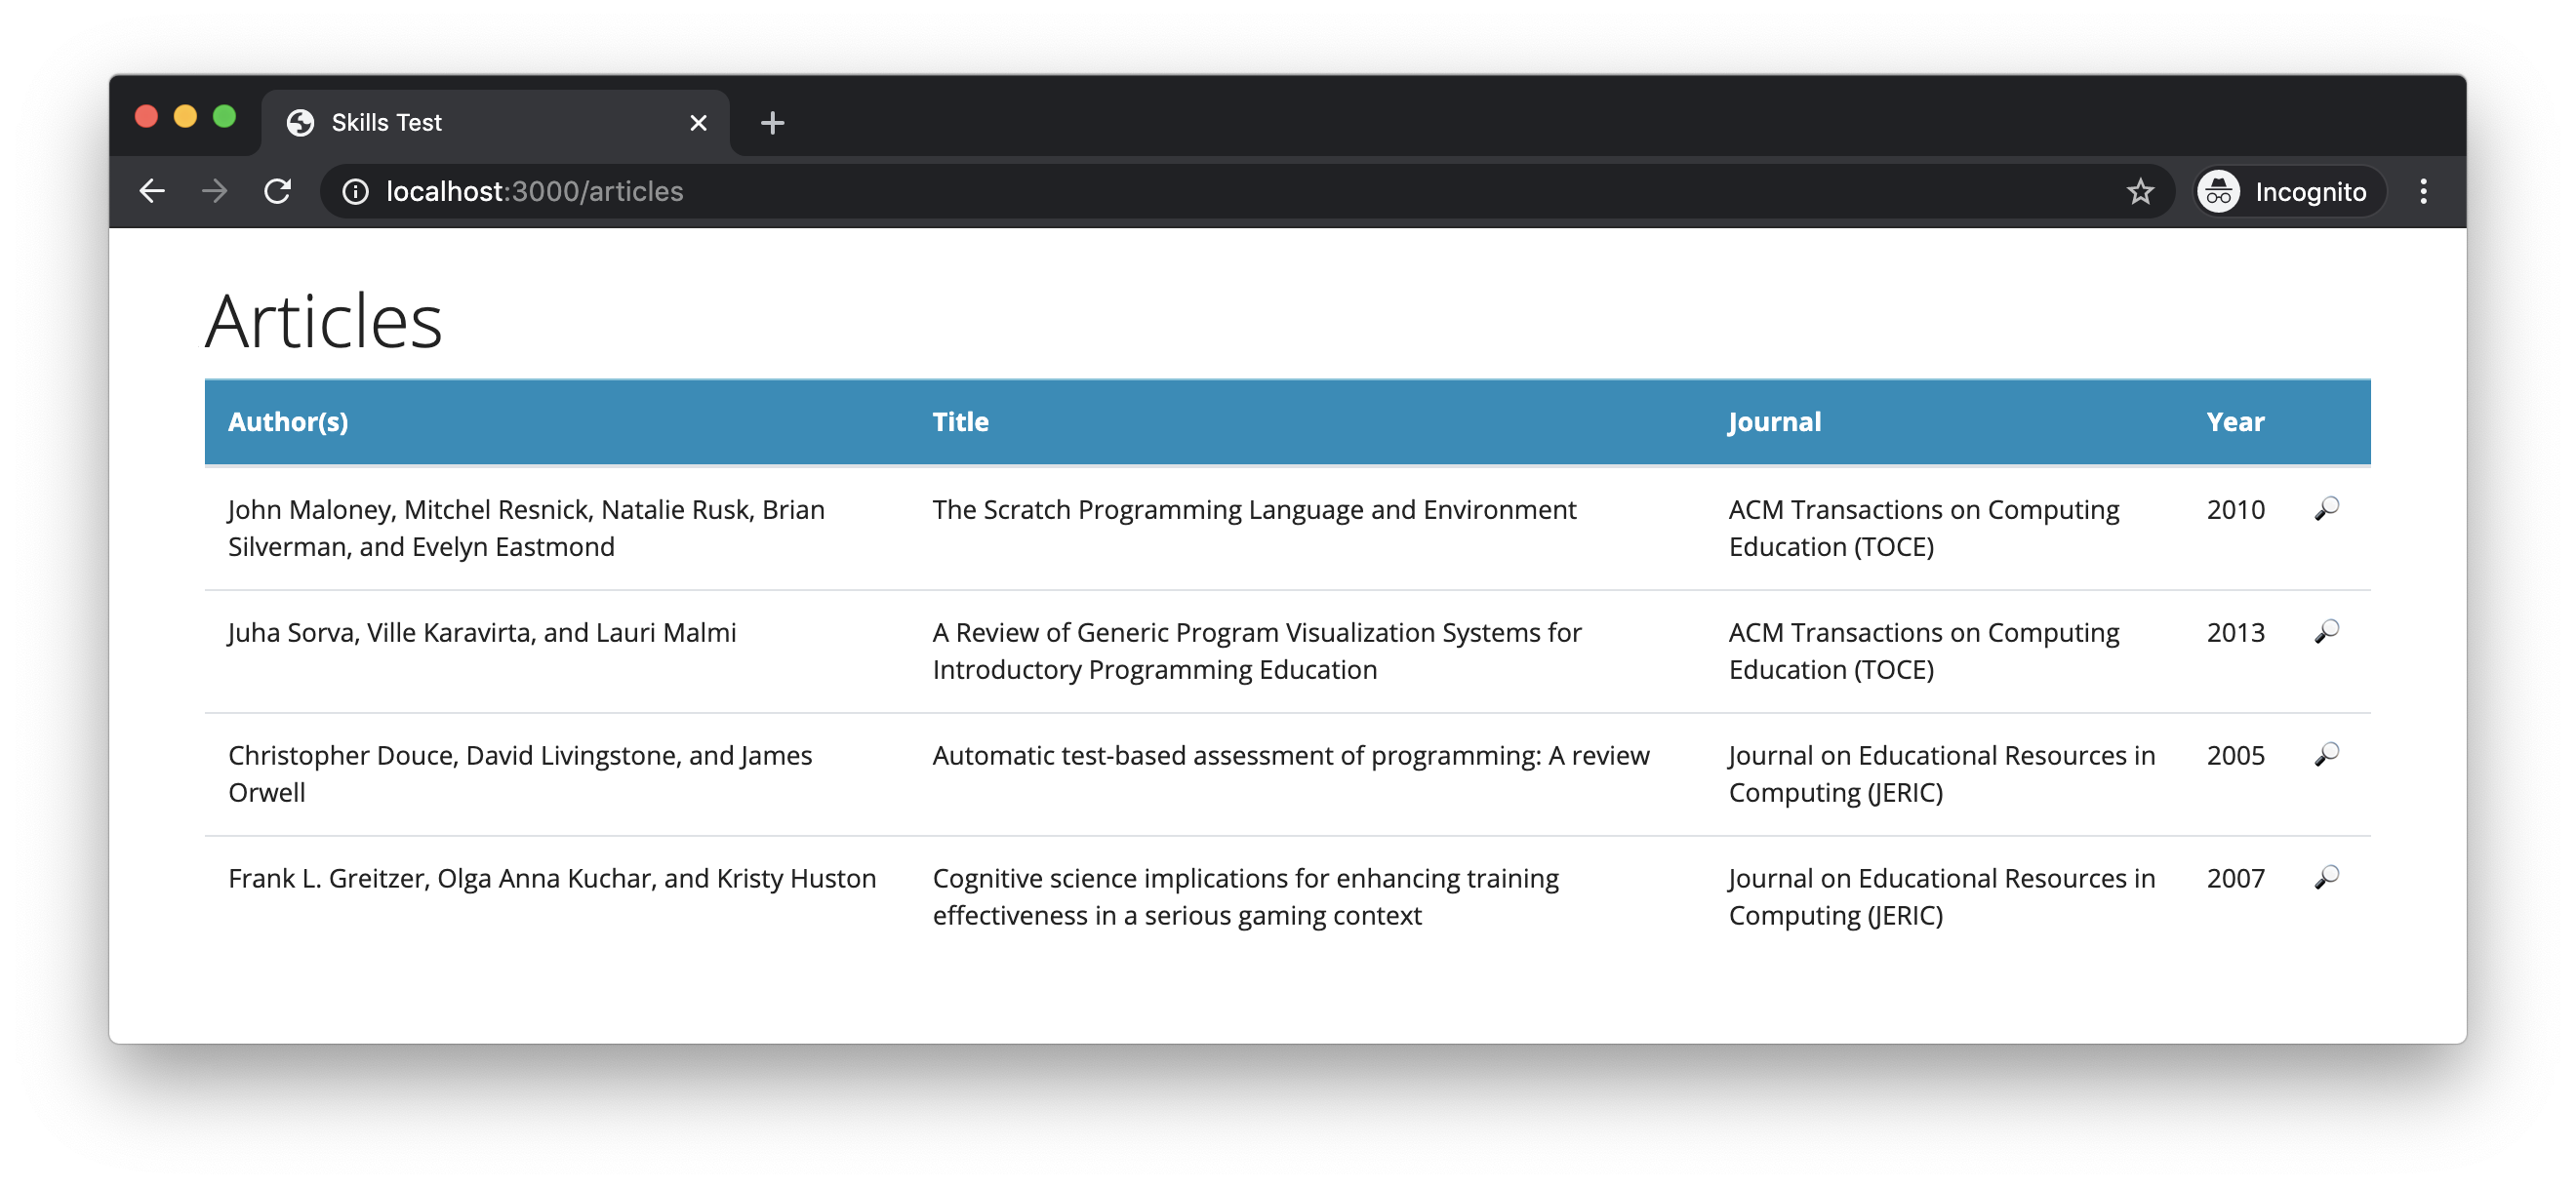 Skills Test
localhost:3000/articles
Incognito
Articles
Author(s) Title Journal Year
John Maloney, Mitchel Resnick, Natalie Rusk, Brian
Silverman, and Evelyn Eastmond
The Scratch Programming Language and Environment
ACM Transactions on Computing
Education (TOCE)
2010
Juha Sorva, Ville Karavirta, and Lauri Malmi
A Review of Generic Program Visualization Systems for
Introductory Programming Education
ACM Transactions on Computing
Education (TOCE)
2013
Christopher Douce, David Livingstone, and James
Orwell
Automatic test-based assessment of programming: A review
Journal on Educational Resources in
Computing (JERIC)
2005
Frank L. Greitzer, Olga Anna Kuchar, and Kristy Huston
Cognitive science implications for enhancing training
effectiveness in a serious gaming context
Journal on Educational Resources in
Computing (JERIC)
2007